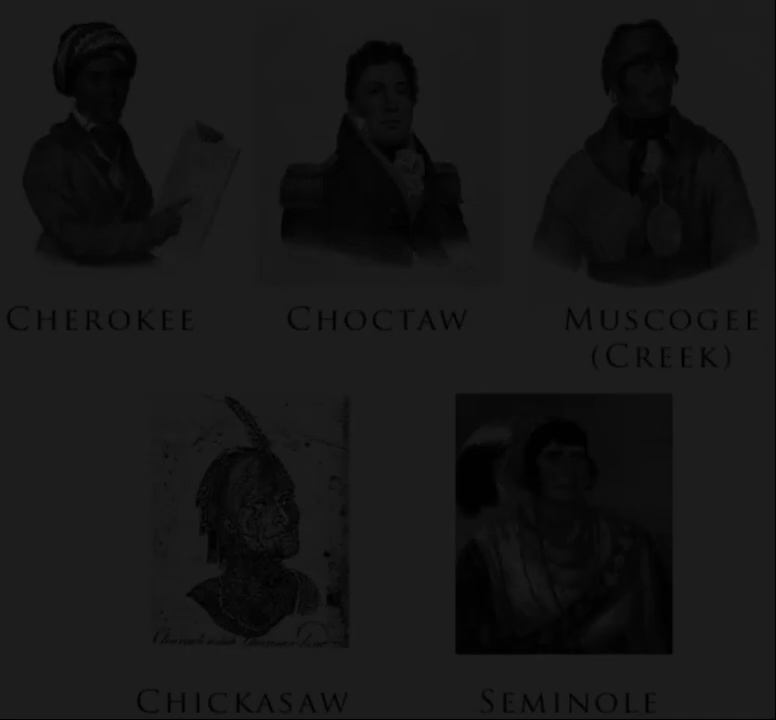 CHEROKEE
CHOCTAW
MUSCOGEE
(CREEK)
CHICKASAW
SEMINOLE